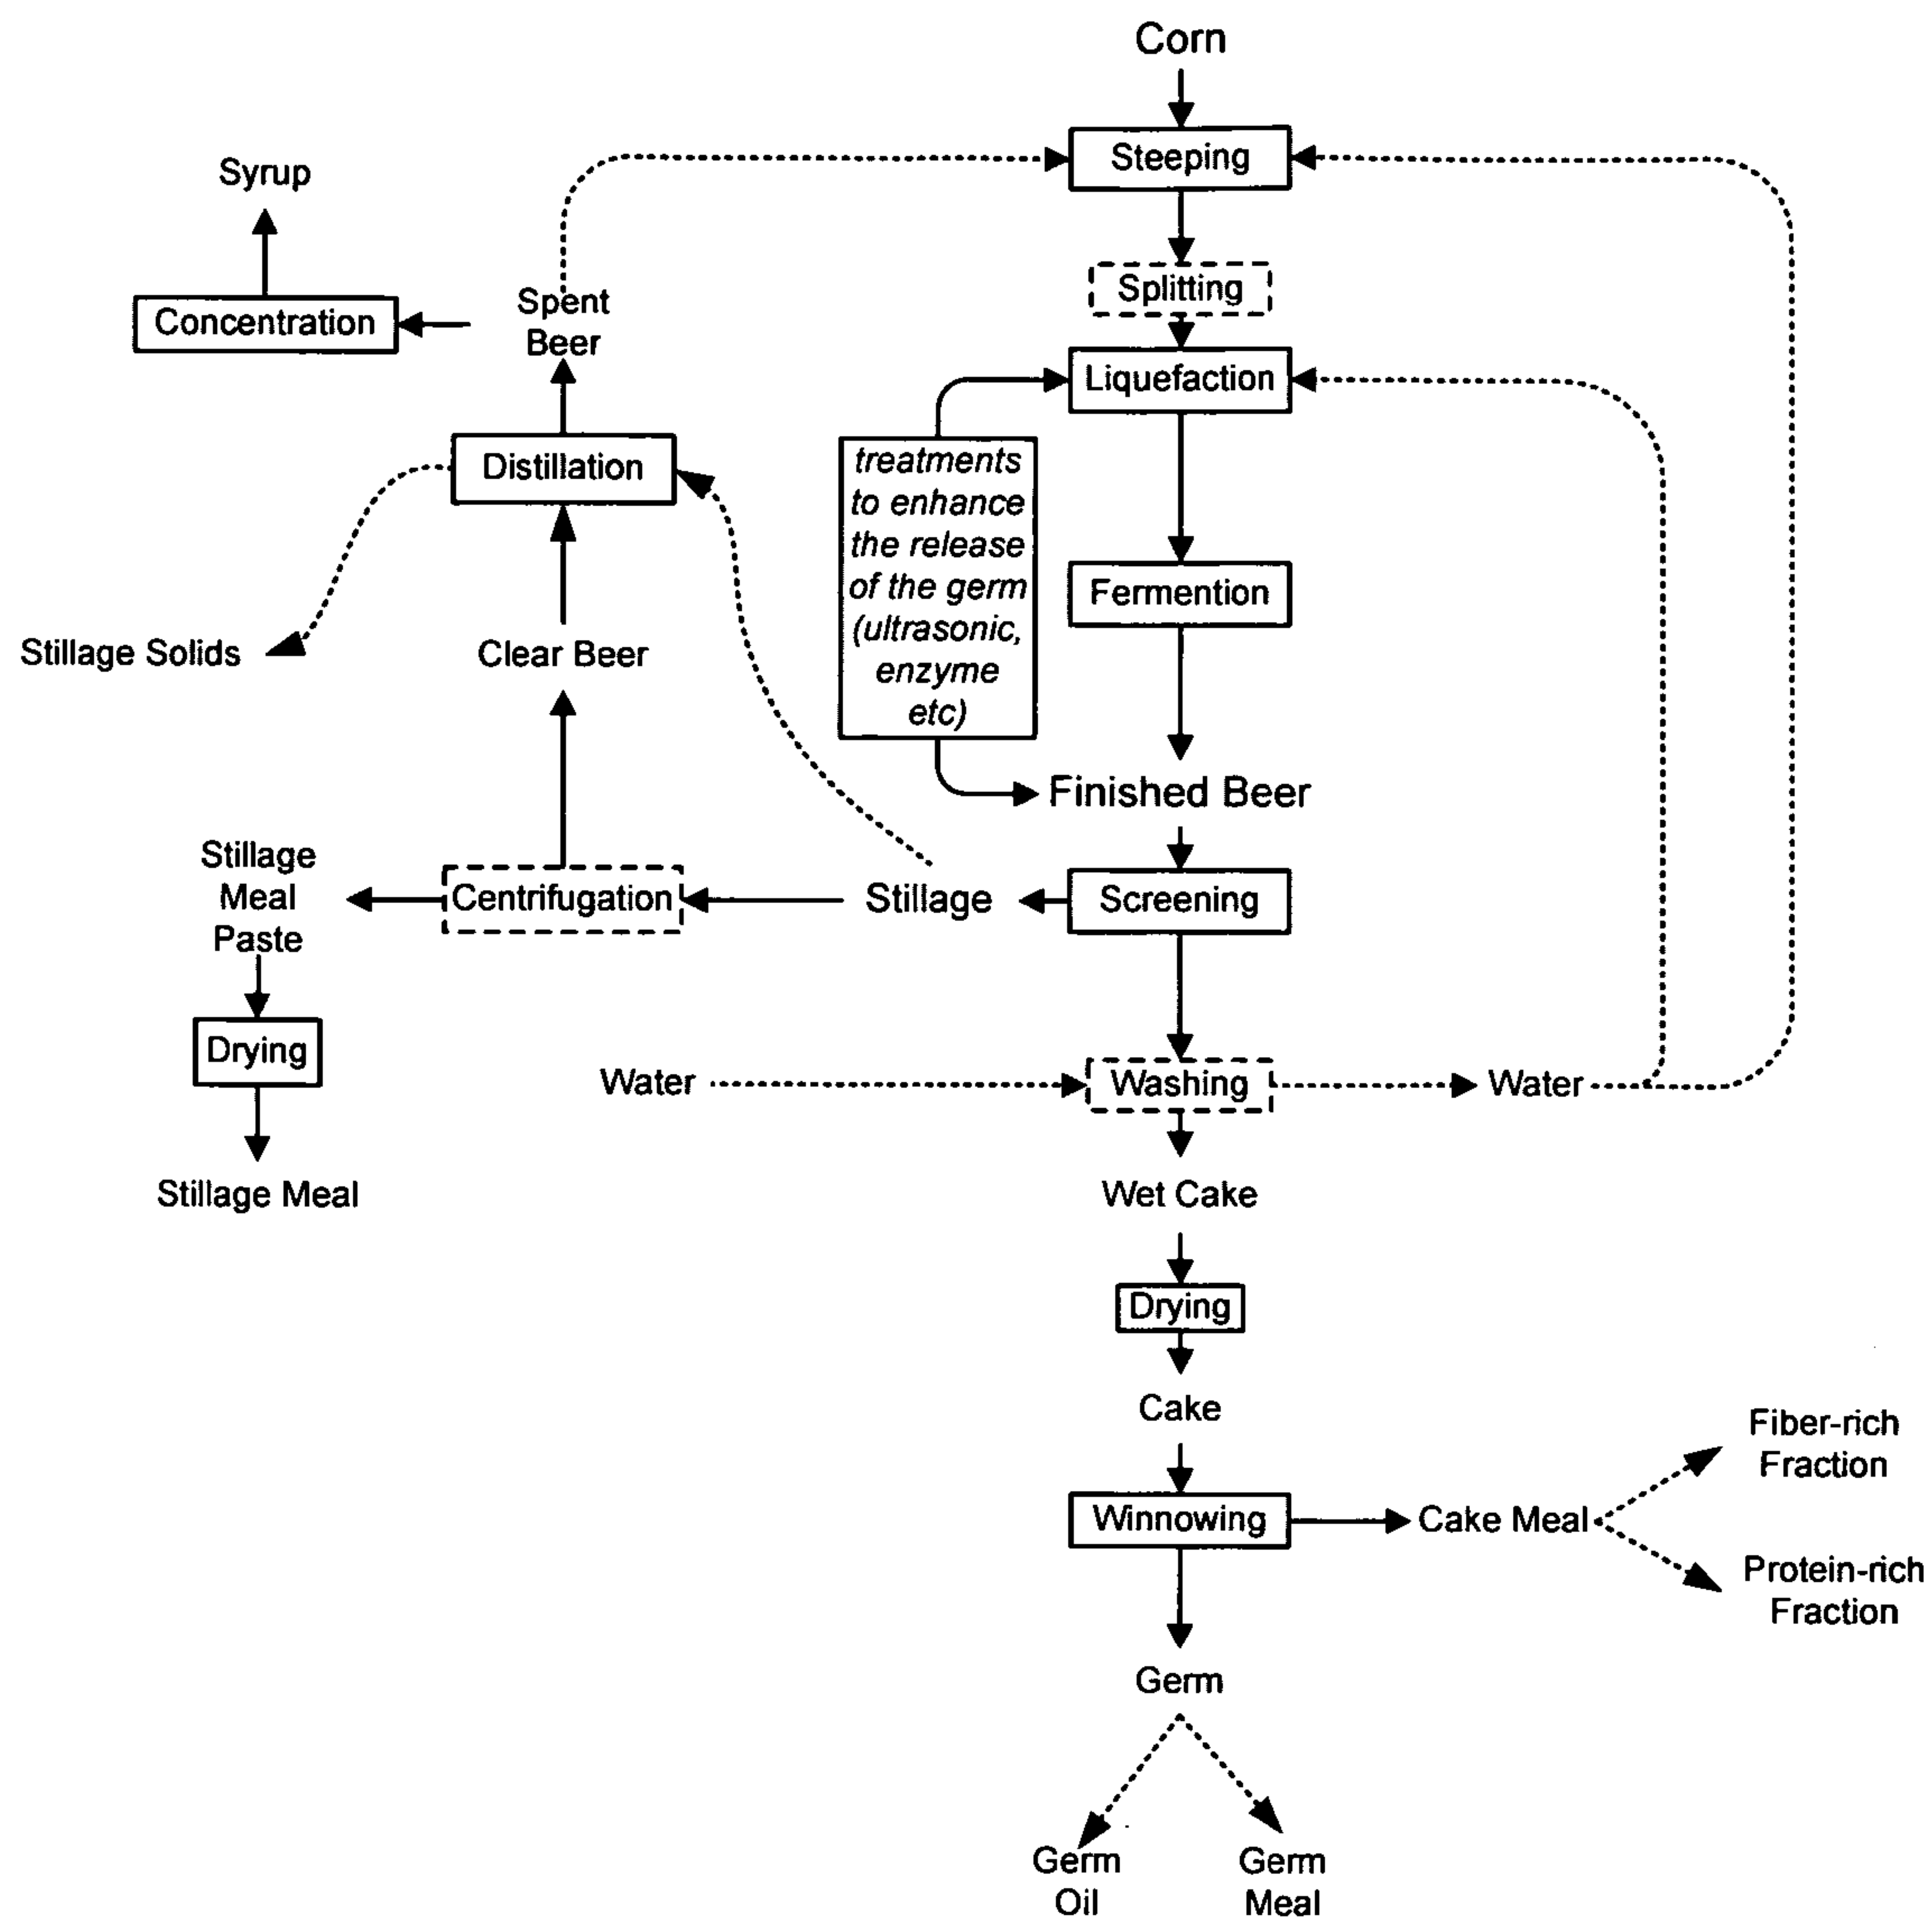 Corn
Steeping
Syrup
Splitting
Spent
Beer
Concentration
Liquefaction
Distillation
treatments
to enhance
the release
of the germ
(ultrasonic,
enzyme
etc)
Fermention
Stillage Solids
Clear Beer
Finished Beer
Stillage
Meal
Paste
Centrifugation
Stillage
Screening
Drying
Water
Washing
Water
Stillage Meal
Wet Cake
Drying
Cake
Fiber-rich
Fraction
Winnowing
Cake Meal
Protein-rich
Fraction
Germ
Germ
Oil
Germ
Meal